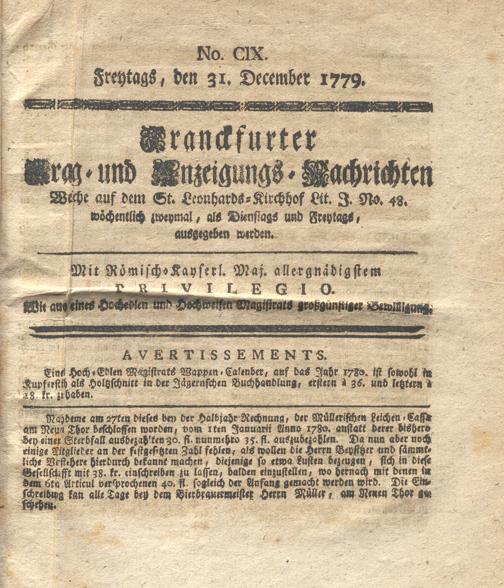 No. CIX.
Freytags, den 31. December 1779.
Franckfurter
Frag- und Anzeigungs-Nachrichten
Welche auf dem St. Leonhards-Kirchhof Lit. J. No. 48.
wöchentlich zweymal, als Dienstags und Freytags,
ausgegeben werden.
Mit Römisch-Kayserl. Maj. allergnädigstem
PRIVILEGIO.
Wie auc eines Hochedlen und Hochweisen Magistrats großgünstiger Bewilligung.
AVERTISSEMENTS.
Eines Hoch-Edlen Magistrats Wappen-Calender, auf das Jahr 1780. ist sowohl in
Kupferstich als Holtzschnitt in der Jägerschen Buchhandlung, erstern à 36. und letztern à
18. kr. zu haben.
Nachdeme am 27ten dieses bey der Halbjahr-Rechnung, der Müllerischen Leichen-Cassa
am Neuen Thor beschlossen worden, vom 1ten Januarii Anno 1780. anstatt derer bishero
bey einer Sterbfall ausbezahlten 30. fl. nunmehro 35. fl. auszubezahlen. Da nun aber noch
einige Mitglieder an der festgesetzten Zahl fehlen, als wollen die Herren Beysitzer und sämmt-
liche Vorstehere hierdurch bekannt machen, diejenige so etwa Lusten bezeugen, sich in diese
Gesellschaft mit 38. kr. einschreiben zu lassen, balden einzustellen, wo hernach mit denen in
dem 6ten Articul versprochenen 40. fl. sogleich der Anfang gemacht werden wird. Die Ein-
schreibung kan alle Tage bey dem Bierbrauermeister Herrn Müller, am Neuen Thor ge-
schehen.